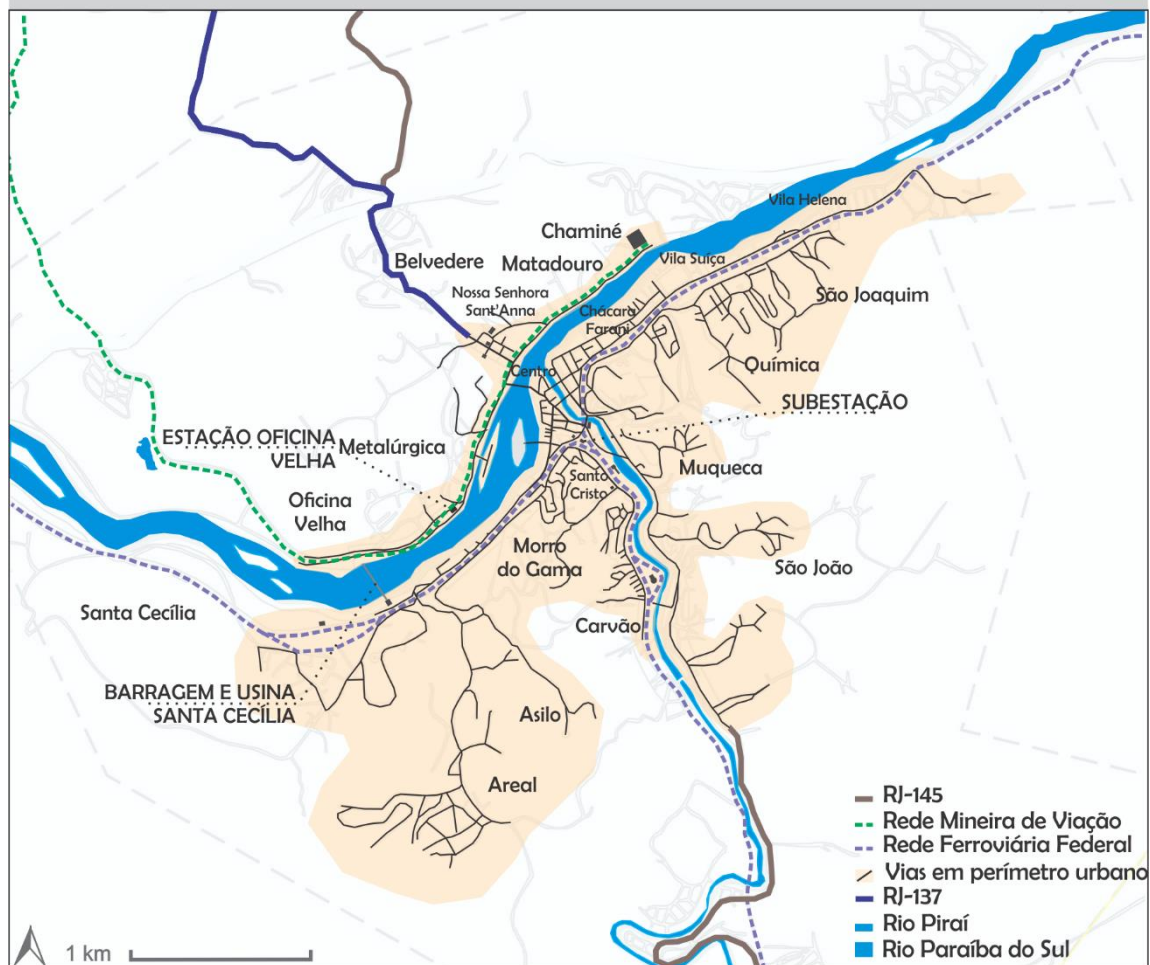 Vila Helena
Chaminé
Belvedere
Matadouro
Vila Suíça
Nossa Senhora
Sant'Anna
São Joaquim
Chácara
Farani
Química
Centro
SUBESTAÇÃO
ESTAÇÃO OFICINA
VELHA
Metalúrgica
Muqueca
Santo
Cristo
Oficina
Velha
Morro
do Gama
São João
Santa Cecília
Carvão
BARRAGEM E USINA
SANTA CECÍLIA
Asilo
Areal
RJ-145
Rede Mineira de Viação
Rede Ferroviária Federal
Vias em perímetro urbano
RJ-137
Rio Piraí
Rio Paraíba do Sul
1 km